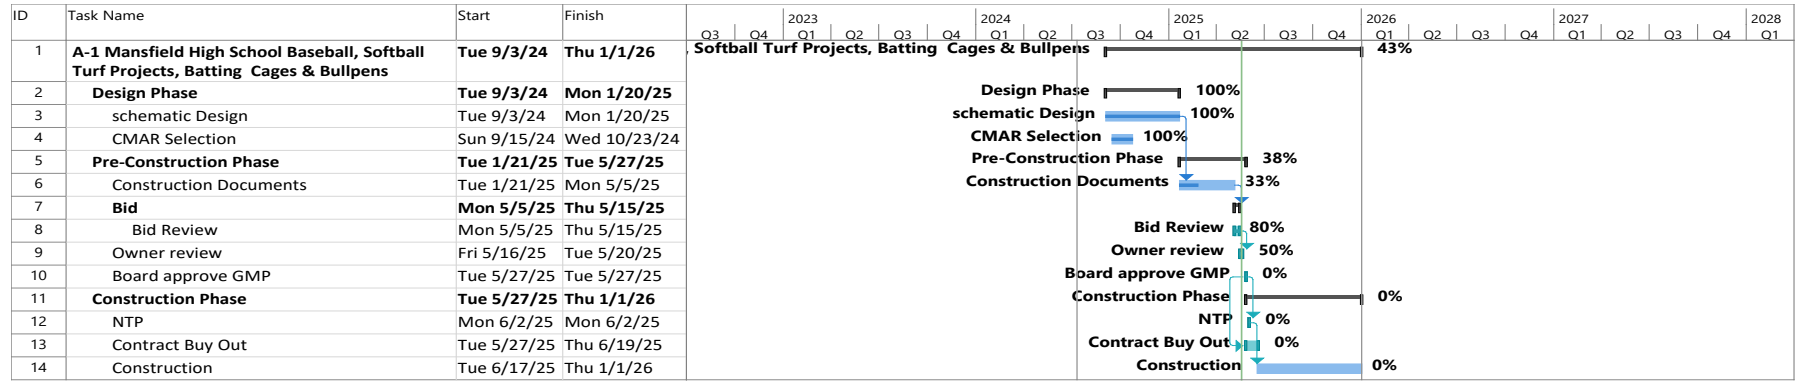 ID Task Name Start Finish 2023 2024 2025 2026 2027 2028
Q3 Q4 Q1 Q2 Q3 Q4 Q1 Q2 Q3 Q4 Q1 Q2 Q3 Q4 Q1 Q2 Q3 Q4 Q1 Q2 Q3 Q4 Q1
1 A-1 Mansfield High School Baseball, Softball Tue 9/3/24 Thu 1/1/26 , Softball Turf Projects, Batting Cages & Bullpens 43%
Turf Projects, Batting Cages & Bullpens
2 Design Phase Tue 9/3/24 Mon 1/20/25 Design Phase 100%
3 schematic Design Tue 9/3/24 Mon 1/20/25 schematic Design 100%
4 CMAR Selection Sun 9/15/24 Wed 10/23/24 CMAR Selection 100%
5 Pre-Construction Phase Tue 1/21/25 Tue 5/27/25 Pre-Construction Phase 38%
6 Construction Documents Tue 1/21/25 Mon 5/5/25 Construction Documents 33%
7 Bid Mon 5/5/25 Thu 5/15/25
8 Bid Review Mon 5/5/25 Thu 5/15/25 Bid Review 80%
9 Owner review Fri 5/16/25 Tue 5/20/25 Owner review 50%
10 Board approve GMP Tue 5/27/25 Tue 5/27/25 Board approve GMP 0%
11 Construction Phase Tue 5/27/25 Thu 1/1/26 Construction Phase 0%
12 NTP Mon 6/2/25 Mon 6/2/25 NTP 0%
13 Contract Buy Out Tue 5/27/25 Thu 6/19/25 Contract Buy Out 0%
14 Construction Tue 6/17/25 Thu 1/1/26 Construction 0%